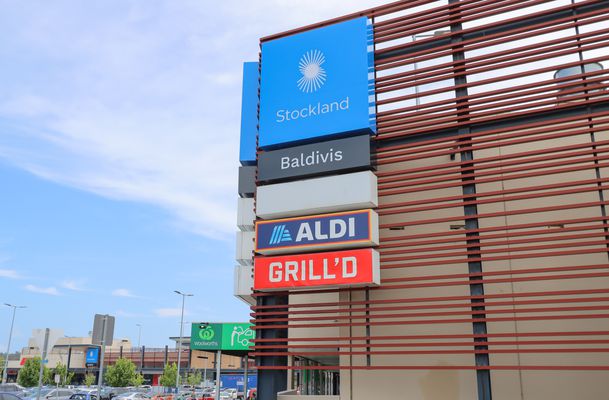 Stockland
Baldivis
ALDI
GRILL'D
Woolworths